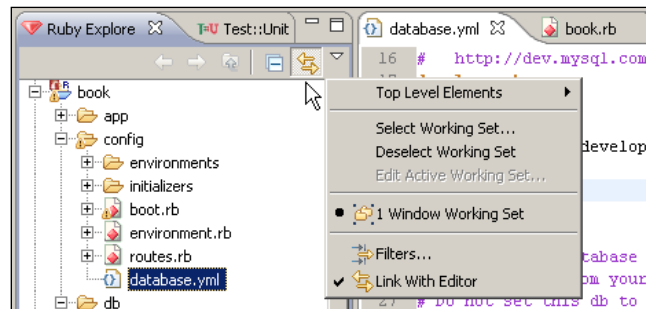 Ruby Explore Test::Unit database.yml book.rb
16 # http://dev.mysql.com
book
Top Level Elements
app
config
Select Working Set...
develop
Deselect Working Set
environments
Edit Active Working Set...
initializers
boot.rb
1 Window Working Set
environment.rb
routes.rb
Filters...
database
database.yml
Link With Editor
om your
db
27 # Do not set this db to